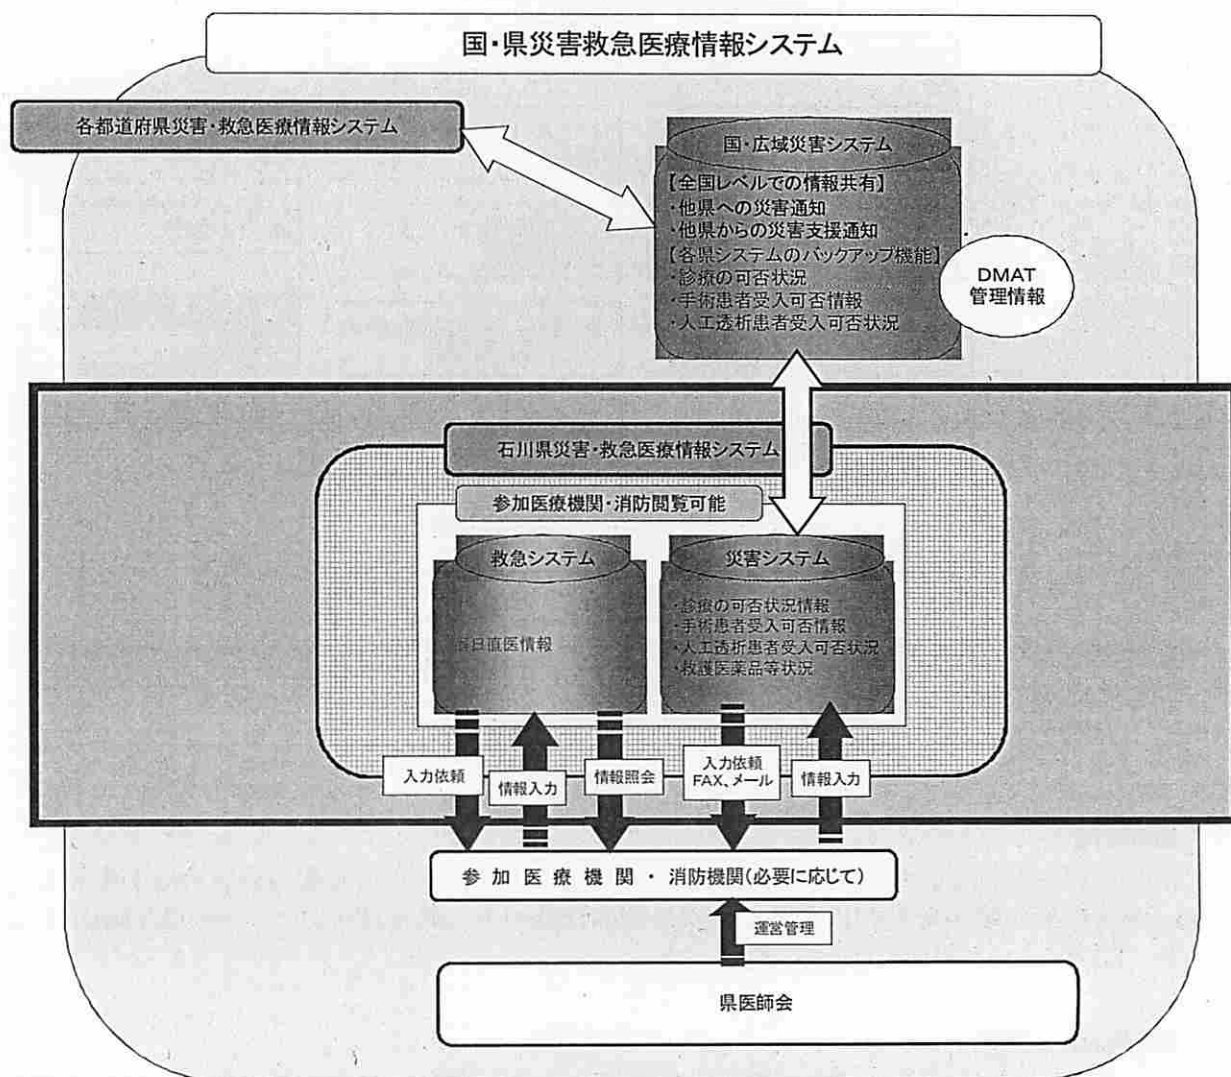 国・県災害救急医療情報システム
各都道府県災害・救急医療情報システム
国・広域災害システム
【全国レベルでの情報共有】
・他県への災害通知
・他県からの災害支援通知
【各県システムのバックアップ機能】
・診療の可否状況
・手術患者受入可否情報
・人工透析患者受入可否状況
DMAT
管理情報
石川県災害・救急医療情報システム
参加医療機関・消防閲覧可能
救急システム
日直医情報
災害システム
・診療の可否状況情報
・手術患者受入可否情報
・人工透析患者受入可否状況
・救護医薬品等状況
入力依頼
情報入力
情報照会
入力依頼
FAX、メール
情報入力
参加医療機関・消防機関(必要に応じて)
運営管理
県医師会